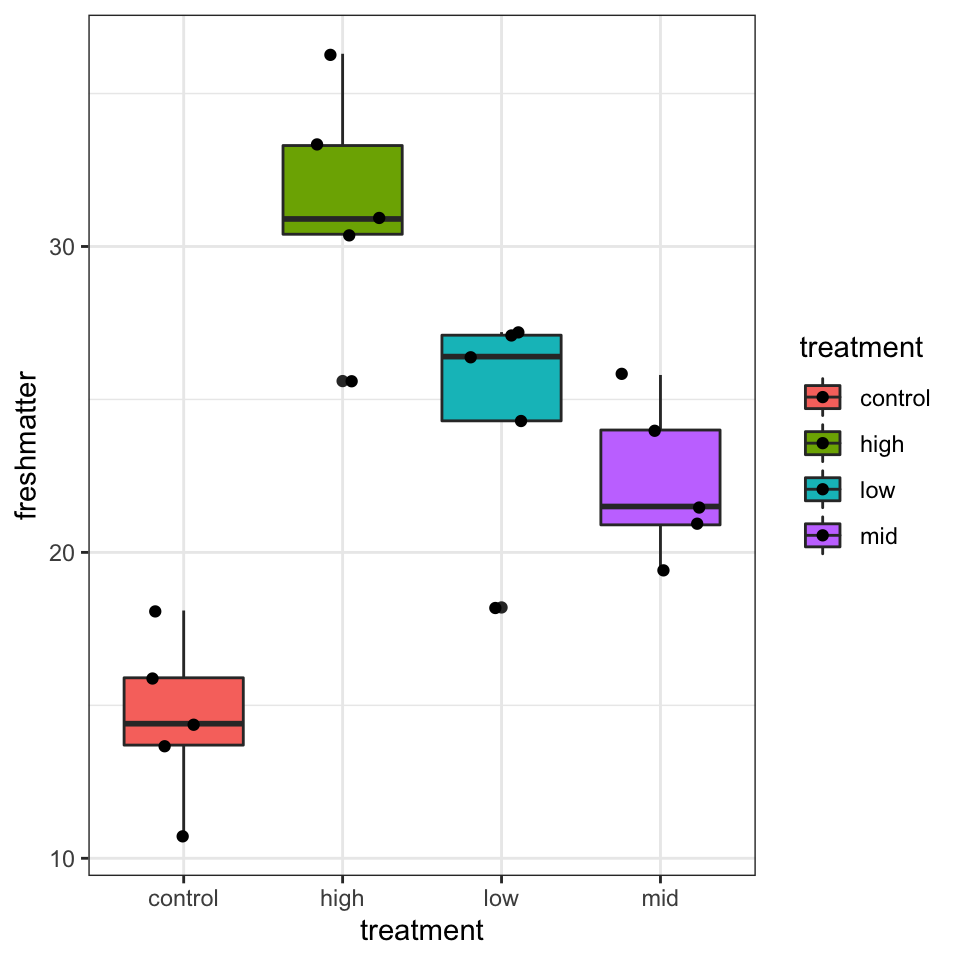 freshmatter
30
20
10
control high low mid
treatment
treatment
control
high
low
mid